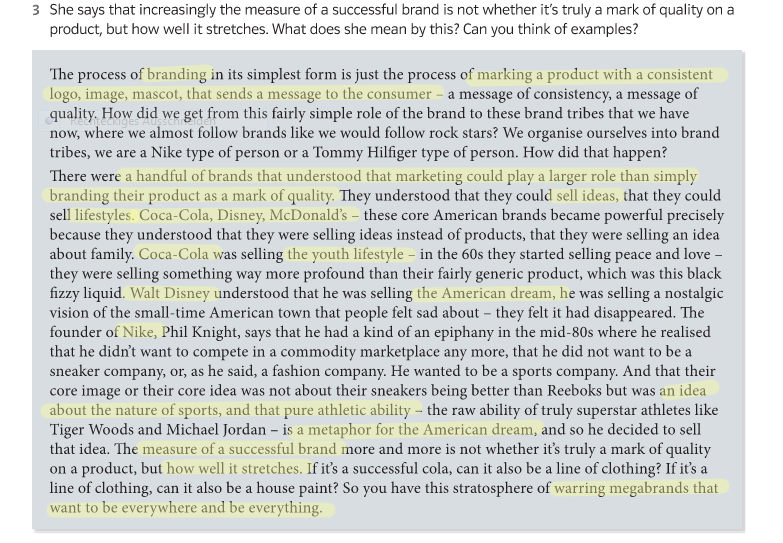 3 She says that increasingly the measure of a successful brand is not whether it's truly a mark of quality on a
product, but how well it stretches. What does she mean by this? Can you think of examples?
The process of branding in its simplest form is just the process of marking a product with a consistent
logo, image, mascot, that sends a message to the consumer – a message of consistency, a message of
quality. How did we get from this fairly simple role of the brand to these brand tribes that we have
Rechteckiges Ausschneiden
now, where we almost follow brands like we would follow rock stars? We organise ourselves into brand
tribes, we are a Nike type of person or a Tommy Hilfiger type of person. How did that happen?
There were a handful of brands that understood that marketing could play a larger role than simply
branding their product as a mark of quality. They understood that they could sell ideas, that they could
sell lifestyles. Coca-Cola, Disney, McDonald's – these core American brands became powerful precisely
because they understood that they were selling ideas instead of products, that they were selling an idea
about family. Coca-Cola was selling the youth lifestyle – in the 60s they started selling peace and love –
they were selling something way more profound than their fairly generic product, which was this black
fizzy liquid. Walt Disney understood that he was selling the American dream, he was selling a nostalgic
vision of the small-time American town that people felt sad about – they felt it had disappeared. The
founder of Nike, Phil Knight, says that he had a kind of an epiphany in the mid-80s where he realised
that he didn't want to compete in a commodity marketplace any more, that he did not want to be a
sneaker company, or, as he said, a fashion company. He wanted to be a sports company. And that their
core image or their core idea was not about their sneakers being better than Reeboks but was an idea
about the nature of sports, and that pure athletic ability – the raw ability of truly superstar athletes like
Tiger Woods and Michael Jordan – is a metaphor for the American dream, and so he decided to sell
that idea. The measure of a successful brand more and more is not whether it's truly a mark of quality
on a product, but how well it stretches. If it's a successful cola, can it also be a line of clothing? If it's a
line of clothing, can it also be a house paint? So you have this stratosphere of warring megabrands that
want to be everywhere and be everything.